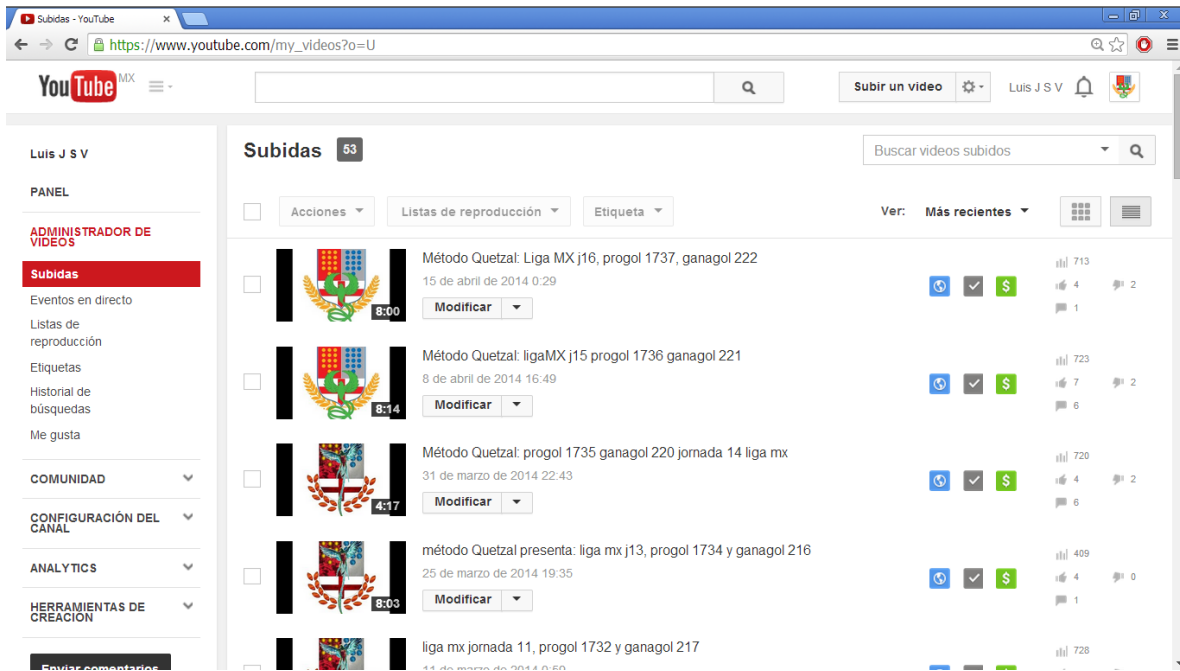 Subidas - YouTube
https://www.youtube.com/my_videos?o=U
YouTube MX
Subir un video
Luis J S V
Luis J S V
PANEL
ADMINISTRADOR DE
VIDEOS
Subidas
Eventos en directo
Listas de
reproducción
Etiquetas
Historial de
búsquedas
Me gusta
COMUNIDAD
CONFIGURACIÓN DEL
CANAL
ANALYTICS
HERRAMIENTAS DE
CREACIÓN
Enviar comentarios
Subidas 53
Buscar videos subidos
Acciones
Listas de reproducción
Etiqueta
Ver:
Más recientes
8:00
Método Quetzal: Liga MX j16, progol 1737, ganagol 222
15 de abril de 2014 0:29
Modificar
$
713
4
2
1
8:14
Método Quetzal: ligaMX j15 progol 1736 ganagol 221
8 de abril de 2014 16:49
Modificar
$
723
7
2
6
4:17
Método Quetzal: progol 1735 ganagol 220 jornada 14 liga mx
31 de marzo de 2014 22:43
Modificar
$
720
4
2
6
8:03
método Quetzal presenta: liga mx j13, progol 1734 y ganagol 216
25 de marzo de 2014 19:35
Modificar
$
409
4
0
1
liga mx jornada 11, progol 1732 y ganagol 217
11 de marzo de 2014 0:59
728